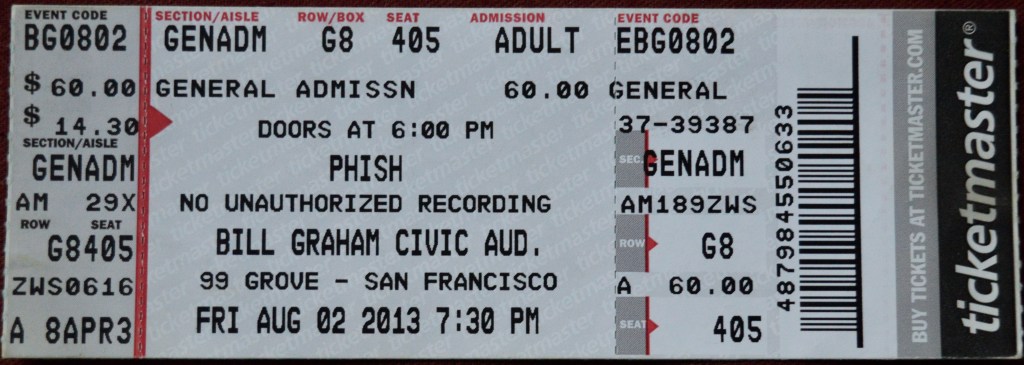 EVENT CODE
BG0802
$ 60.00
$ 14.30
SECTION/AISLE
GENADM
AM 29X
ROW SEAT
G8405
ZWS0616
A 8APR3
SECTION/AISLE ROW/BOX SEAT ADMISSION
GENADM G8 405 ADULT
GENERAL ADMISSN 60.00
DOORS AT 6:00 PM
PHISH
NO UNAUTHORIZED RECORDING
BILL GRAHAM CIVIC AUD.
99 GROVE - SAN FRANCISCO
FRI AUG 02 2013 7:30 PM
EVENT CODE
EBG0802
GENERAL
37-39387
SEC. GENADM
AM189ZWS
ROW G8
A 60.00
SEAT 405
487984550633
BUY TICKETS AT TICKETMASTER.COM
ticketmaster®